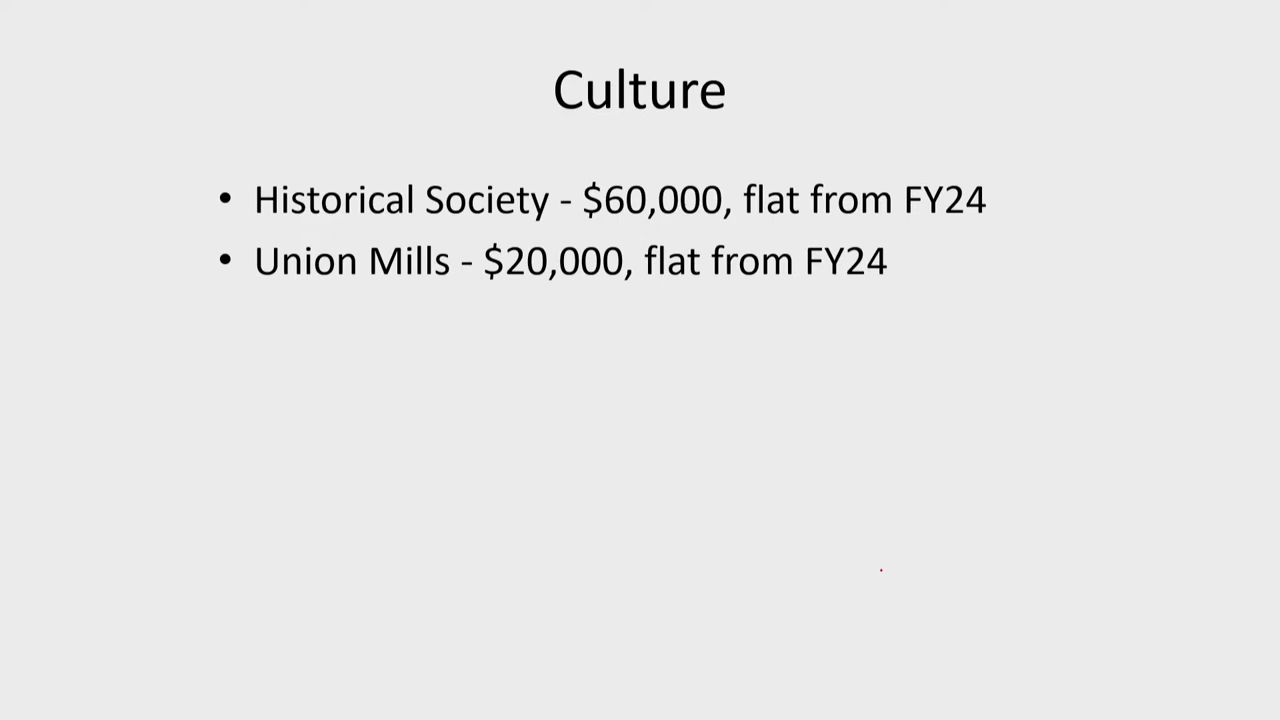 Culture
• Historical Society - $60,000, flat from FY24
• Union Mills - $20,000, flat from FY24